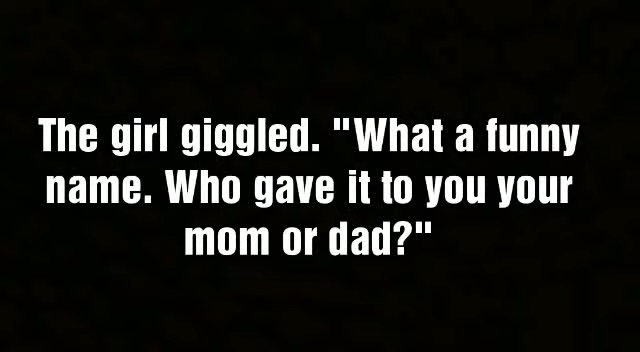 The girl giggled. "What a funny
name. Who gave it to you your
mom or dad?"